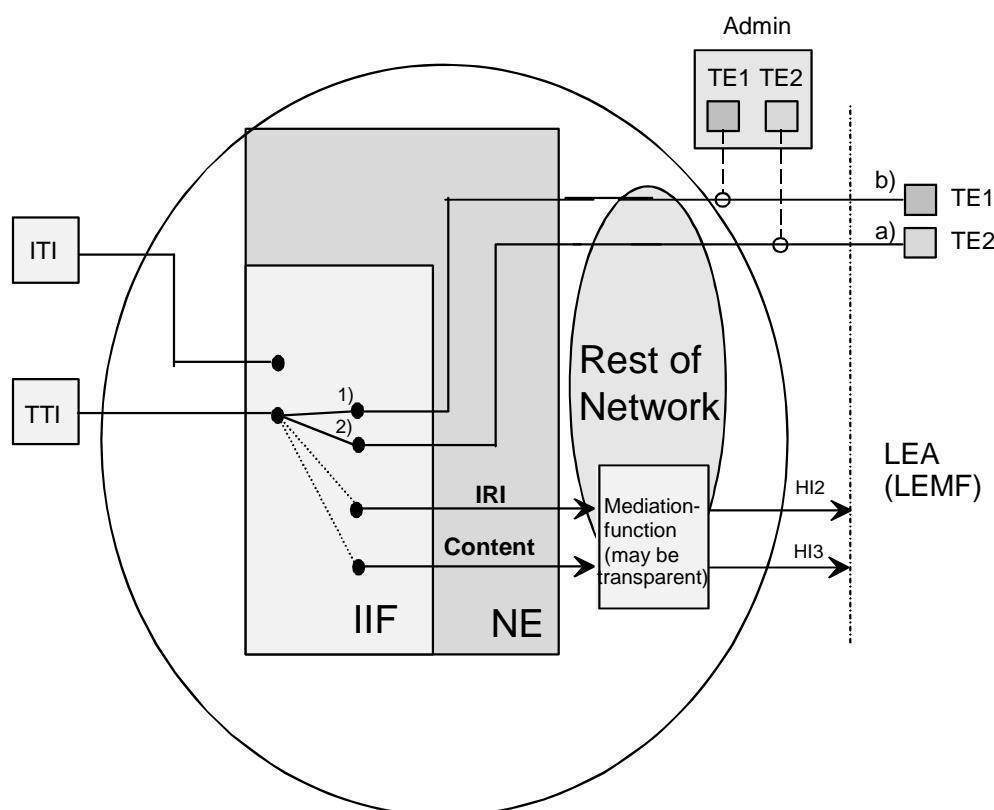 Admin
TE1 TE2
b)
TE1
a)
TE2
ITI
TTI
1)
2)
Rest of
Network
LEA
(LEMF)
IRI
Content
Mediation-
function
(may be
transparent)
HI2
HI3
IIF
NE